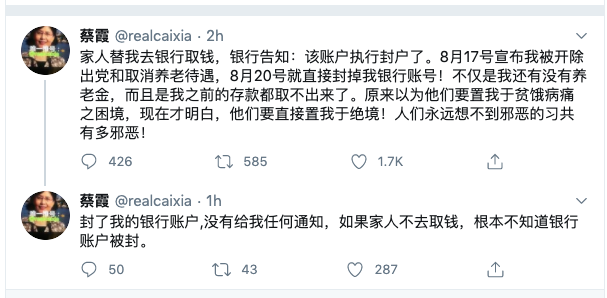 蔡霞 @realcaixia · 2h
家人替我去银行取钱，银行告知：该账户执行封户了。8月17号宣布我被开除
出党和取消养老待遇，8月20号就直接封掉我银行账号！不仅是我还有没有养
老金，而且是我之前的存款都取不出来了。原来以为他们要置我于贫饿病痛
之困境，现在才明白，他们要直接置我于绝境！人们永远想不到邪恶的习共
有多邪恶！
426 585 1.7K
蔡霞 @realcaixia · 1h
封了我的银行账户,没有给我任何通知，如果家人不去取钱，根本不知道银行
账户被封。
50 43 287